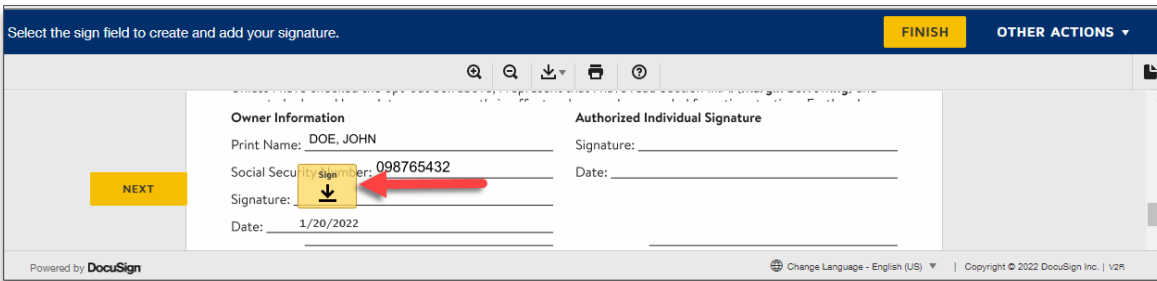 Select the sign field to create and add your signature.
FINISH
OTHER ACTIONS
Owner Information
Print Name: DOE, JOHN
Social Security Number: 098765432
Sign
Signature:
Date: 1/20/2022
Authorized Individual Signature
Signature:
Date:
NEXT
Powered by DocuSign
Change Language - English (US) | Copyright © 2022 DocuSign Inc. | V2R